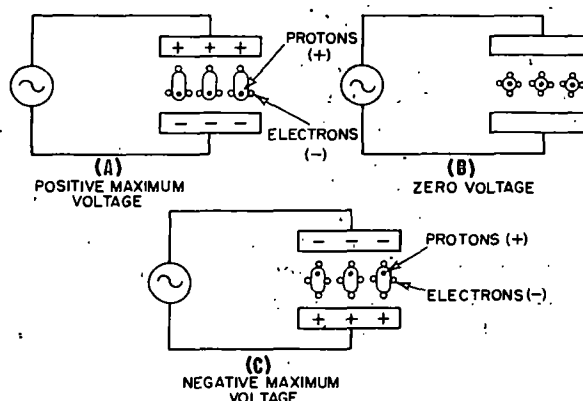 + + +
PROTONS
(+)
ELECTRONS
(−)
− − −
(A)
POSITIVE MAXIMUM
VOLTAGE
(B)
ZERO VOLTAGE
− − −
PROTONS (+)
ELECTRONS (−)
+ + +
(C)
NEGATIVE MAXIMUM
VOLTAGE